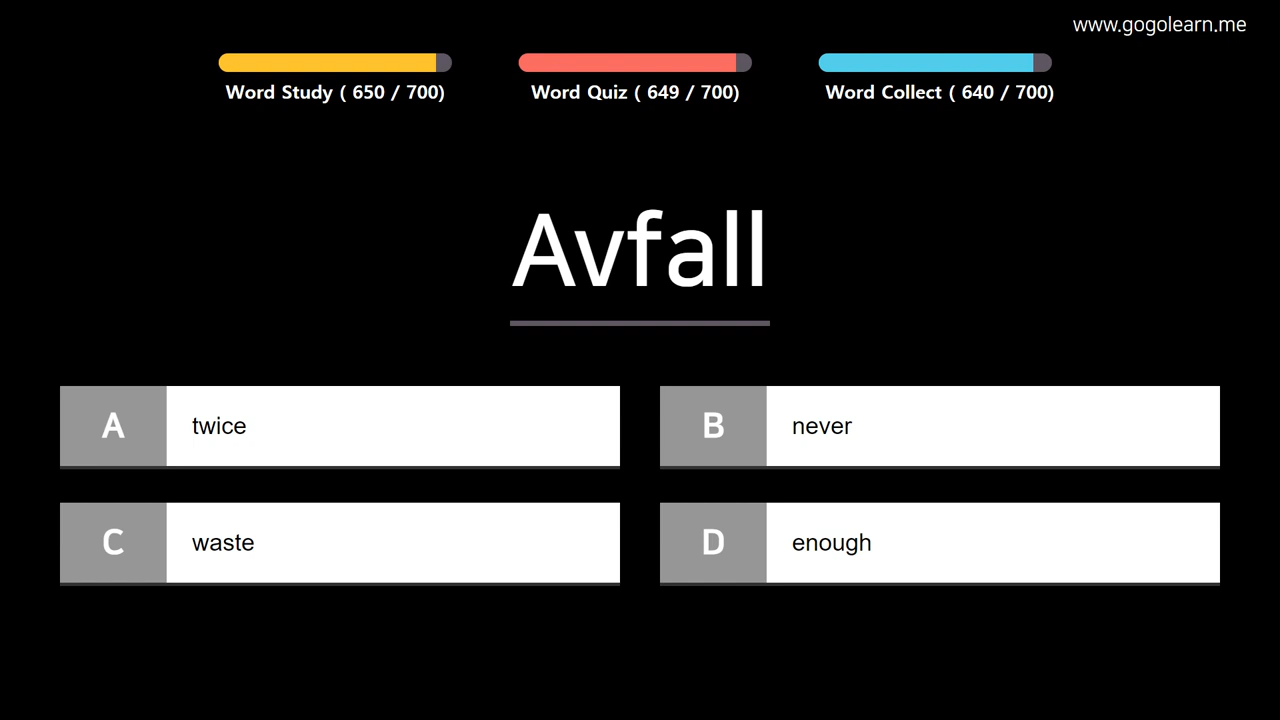 www.gogolearn.me
Word Study ( 650 / 700)
Word Quiz ( 649 / 700)
Word Collect ( 640 / 700)
Avfall
A twice
B never
C waste
D enough